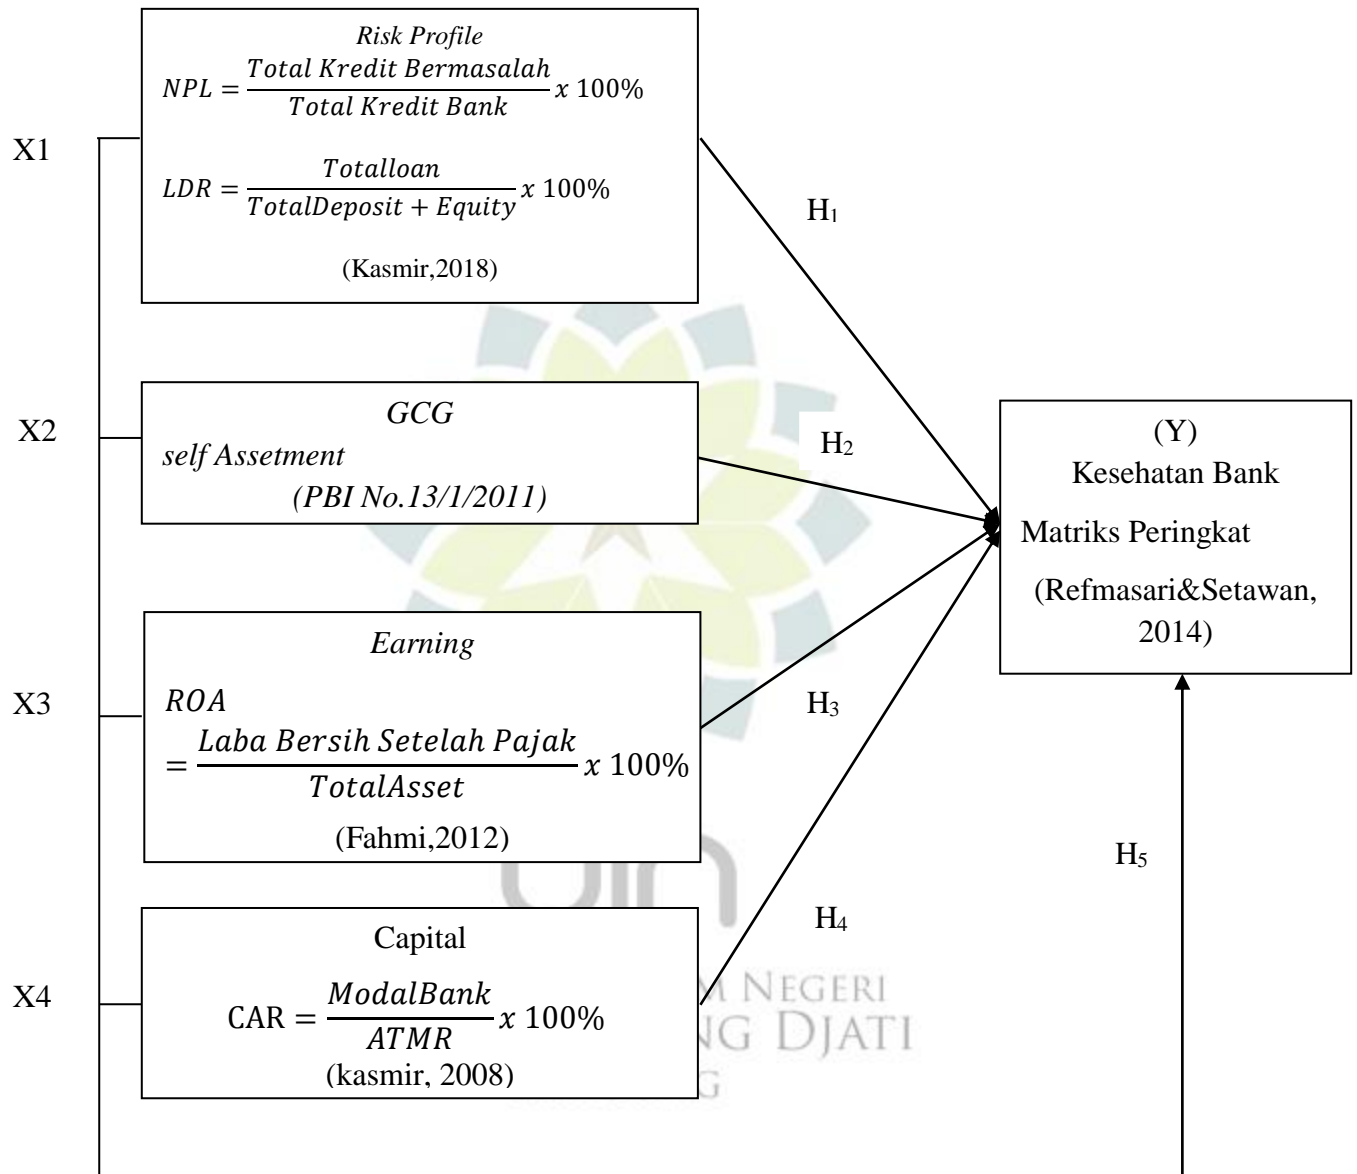 Risk Profile
NPL = Total Kredit Bermasalah / Total Kredit Bank x 100%
X1
LDR = Totalloan / TotalDeposit + Equity x 100%
H1
(Kasmir,2018)
X2
GCG
self Assetment
(PBI No.13/1/2011)
H2
(Y)
Kesehatan Bank
Matriks Peringkat
(Refmasari&Setawan,
2014)
X3
Earning
ROA
= Laba Bersih Setelah Pajak / TotalAsset x 100%
(Fahmi,2012)
H3
H5
X4
Capital
CAR = ModalBank / ATMR x 100%
(kasmir, 2008)
H4
NEGERI
DJATI